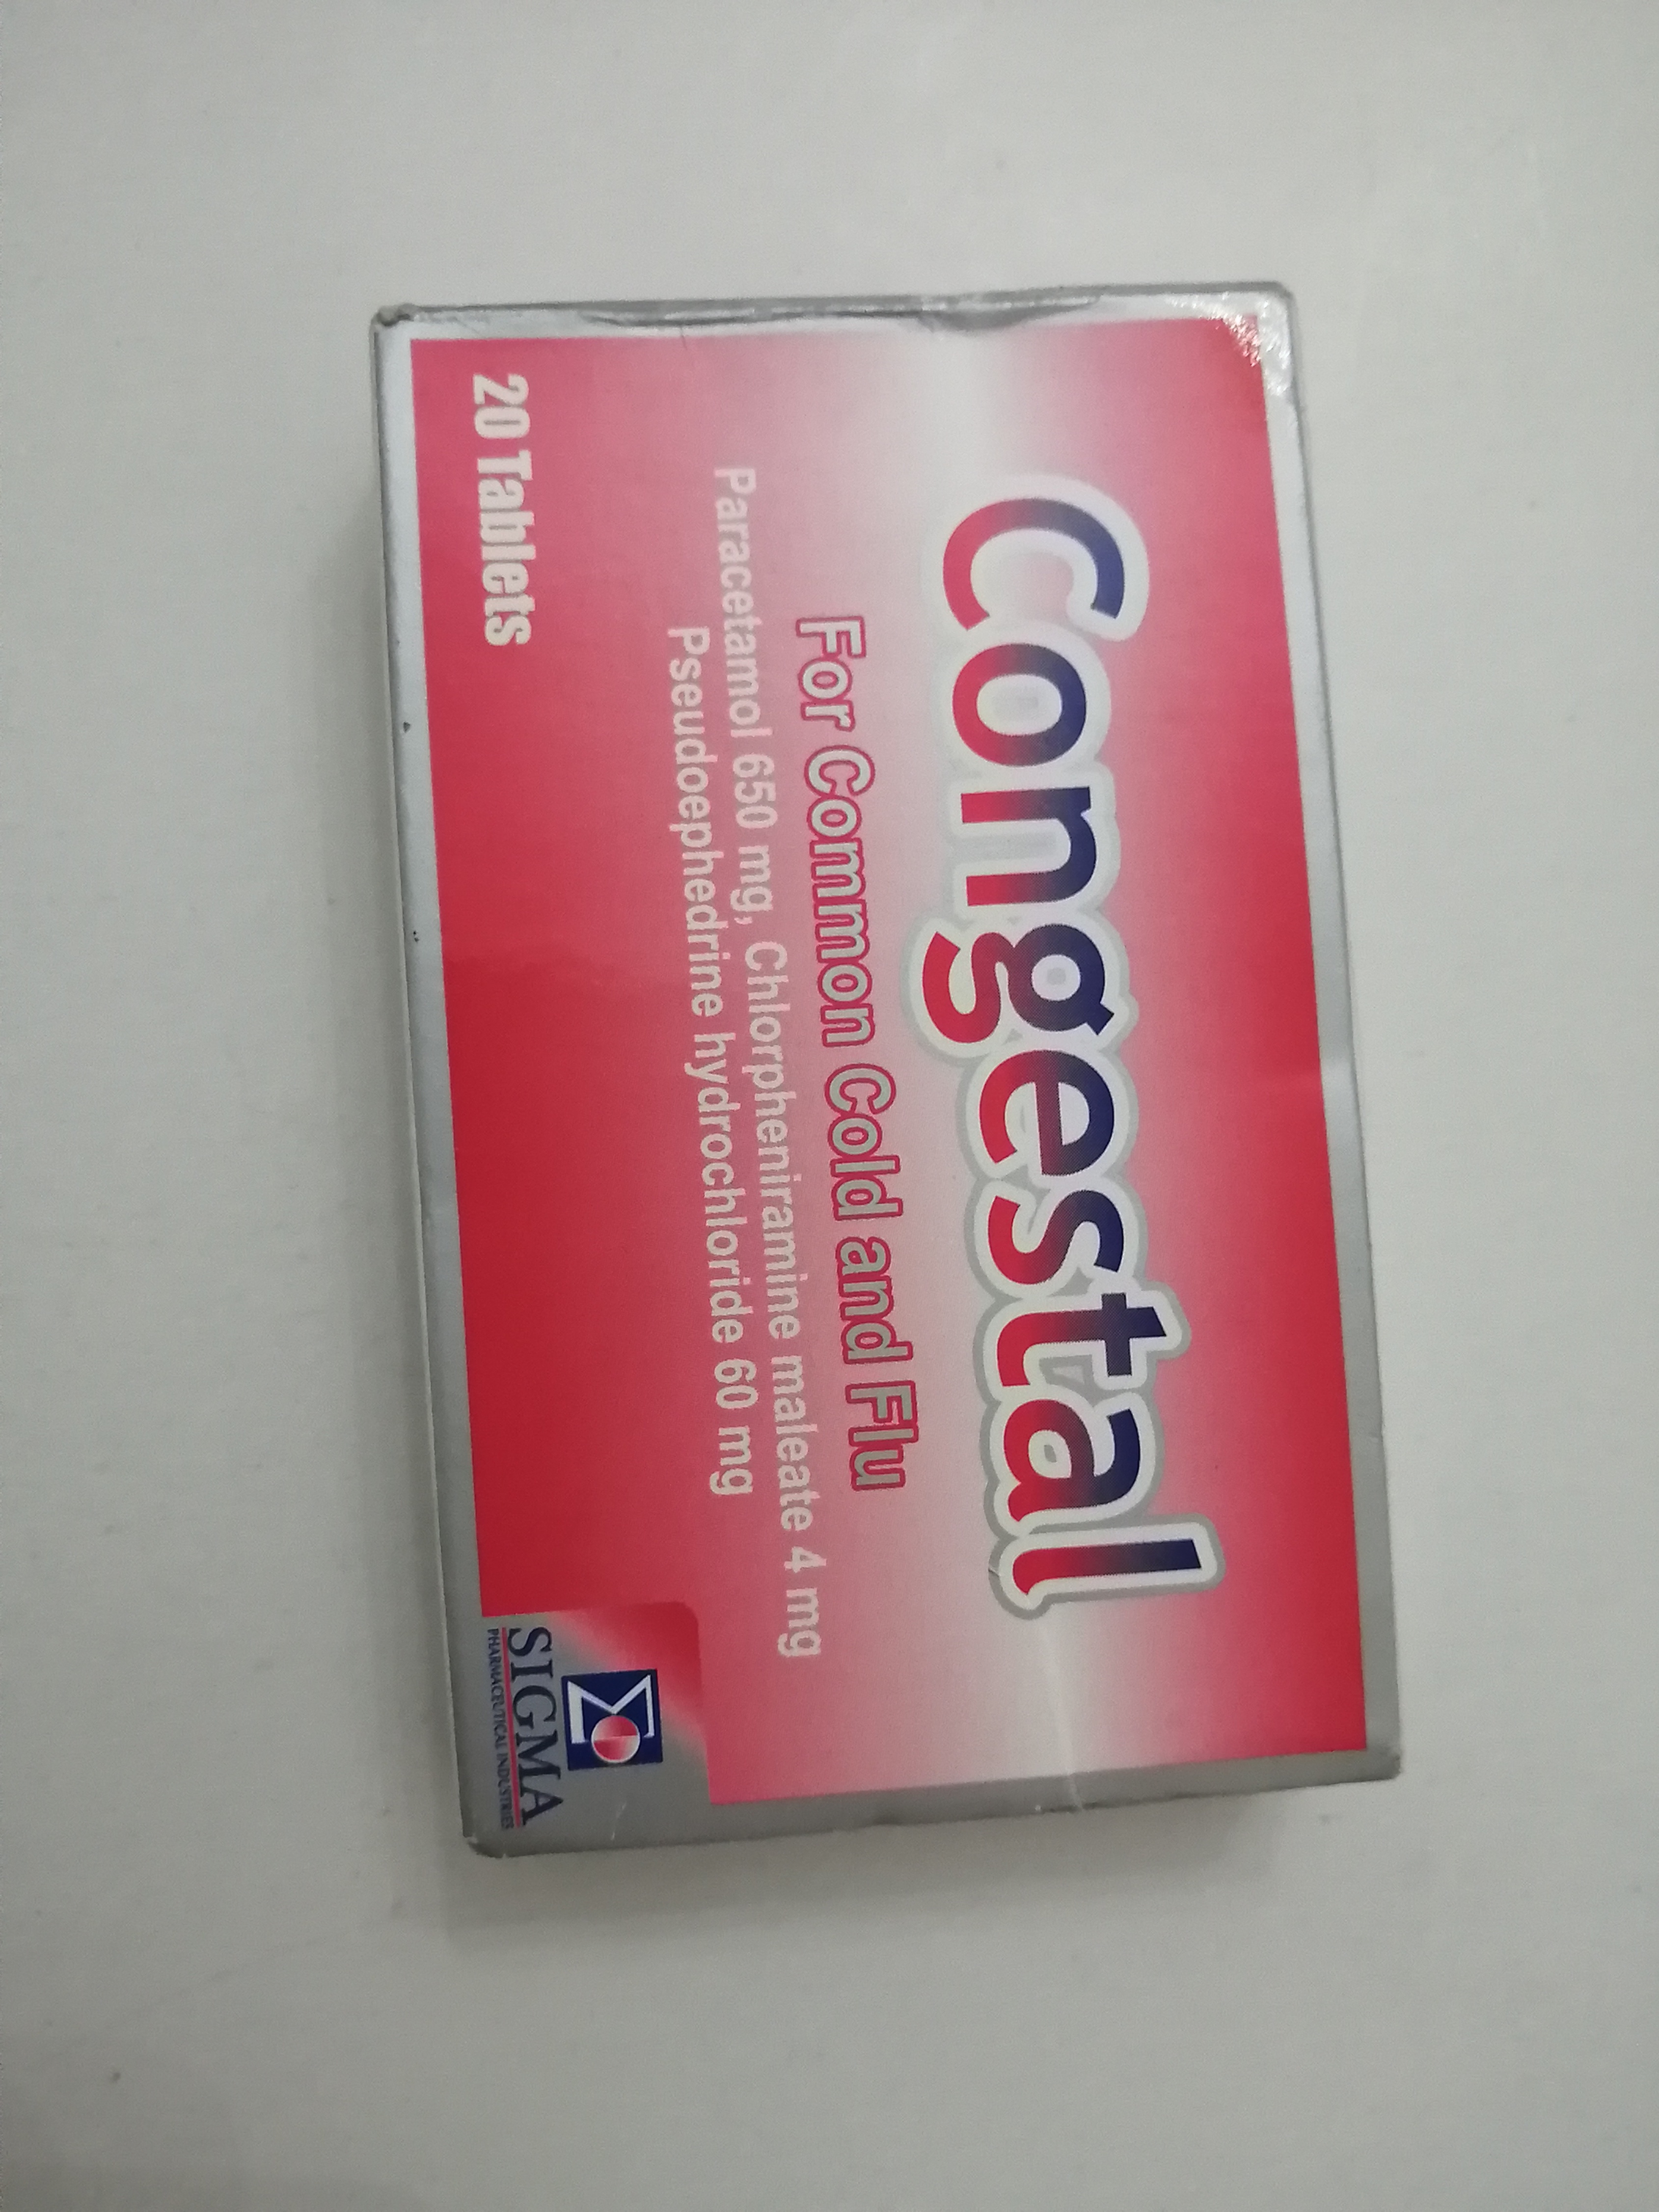 Congestal
For Common Cold and Flu
Paracetamol 650 mg, Chlorpheniramine maleate 4 mg
Pseudoephedrine hydrochloride 60 mg
20 Tablets
SIGMA
PHARMACEUTICAL INDUSTRIES